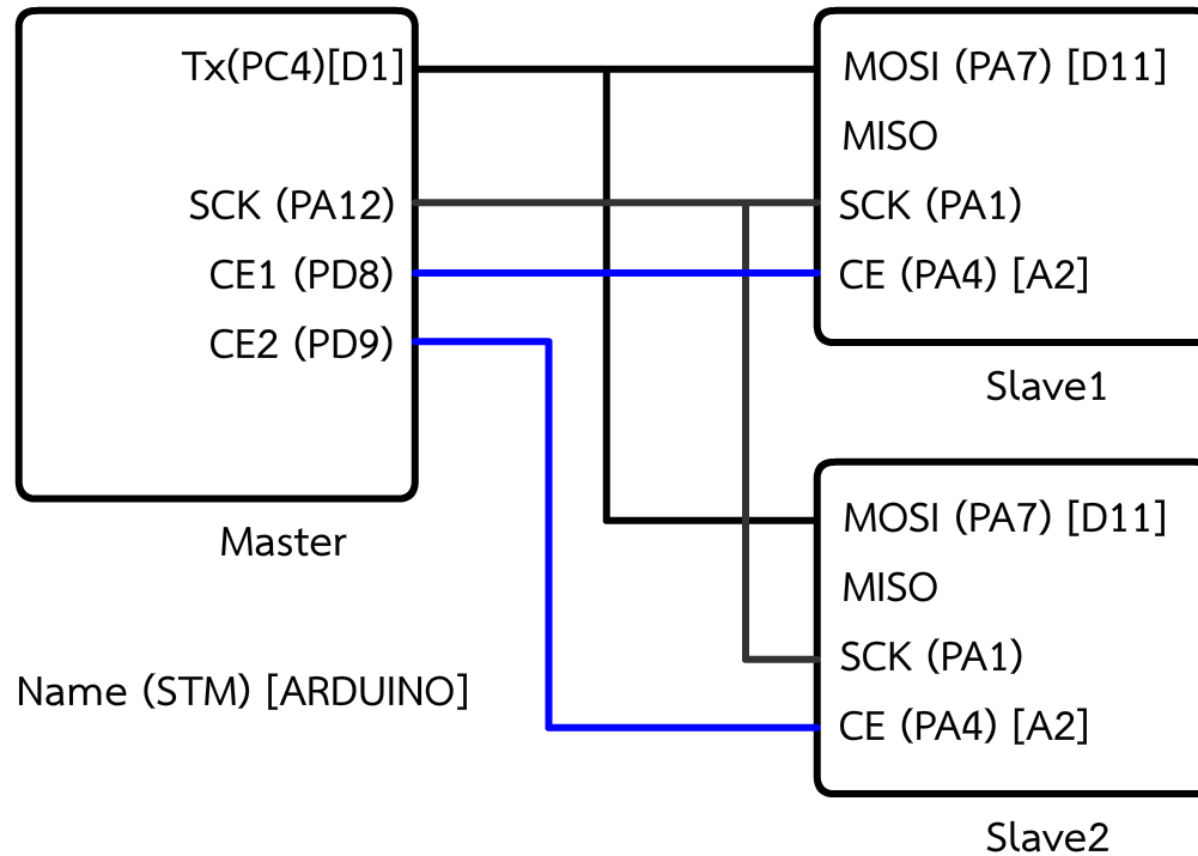 Tx(PC4)[D1]
SCK (PA12)
CE1 (PD8)
CE2 (PD9)
Master
Name (STM) [ARDUINO]
MOSI (PA7) [D11]
MISO
SCK (PA1)
CE (PA4) [A2]
Slave1
MOSI (PA7) [D11]
MISO
SCK (PA1)
CE (PA4) [A2]
Slave2